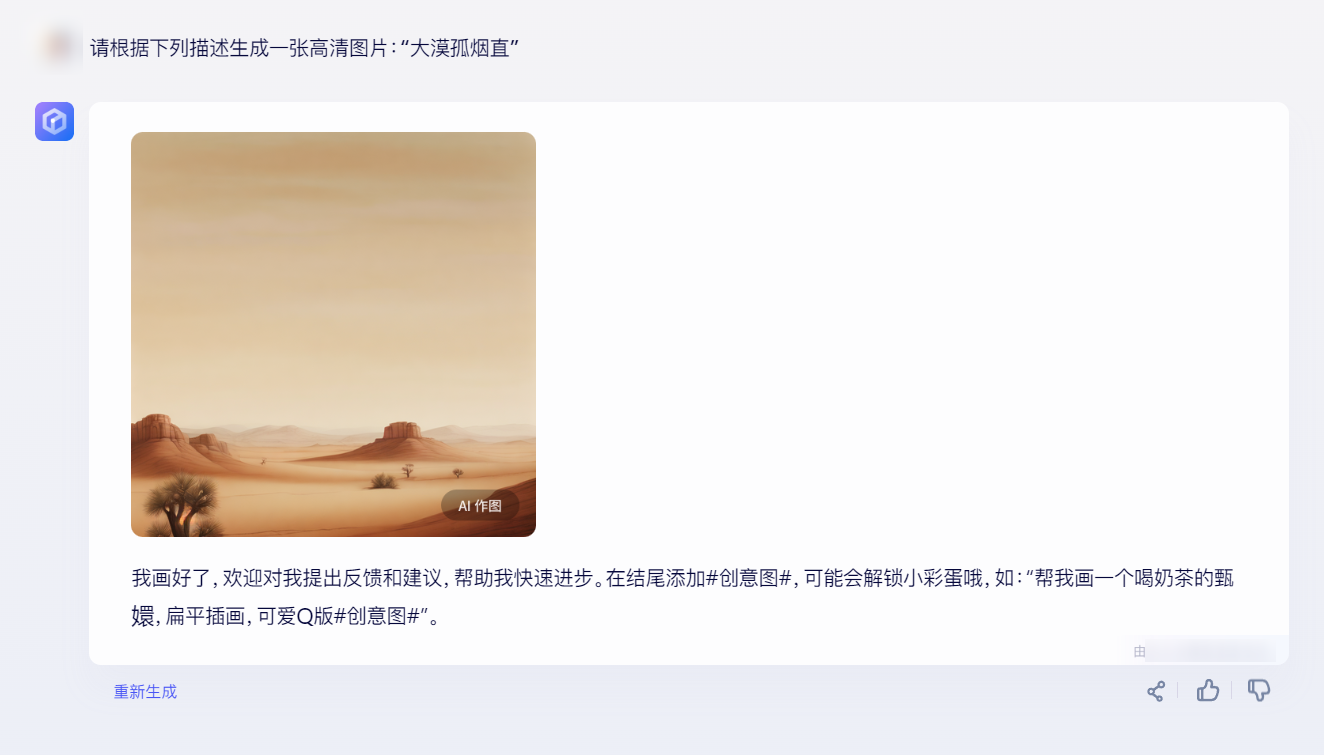 请根据下列描述生成一张高清图片：“大漠孤烟直”
AI 作图
我画好了，欢迎对我提出反馈和建议，帮助我快速进步。在结尾添加#创意图#，可能会解锁小彩蛋哦，如：“帮我画一个喝奶茶的甄
嬛，扁平插画，可爱Q版#创意图#”。
由
重新生成